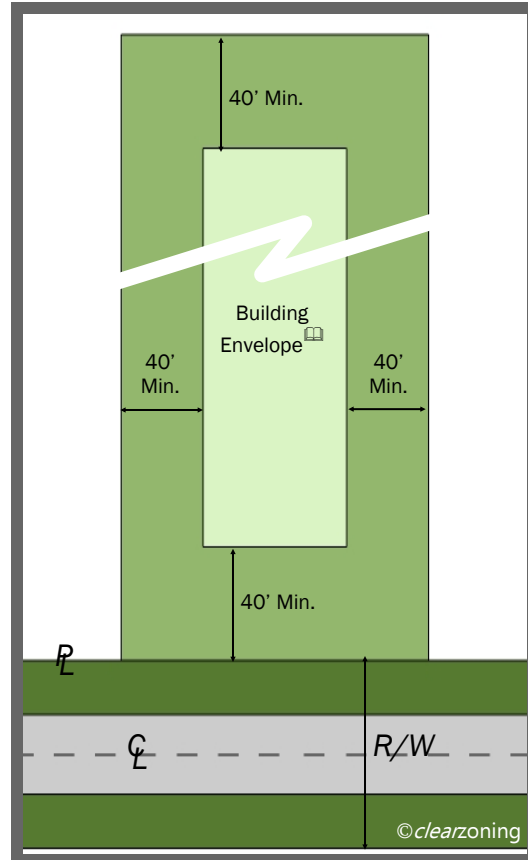 40' Min.
Building
Envelope🕮
40'
Min.
40'
Min.
40' Min.
PL
CL
R/W
©clearzoning